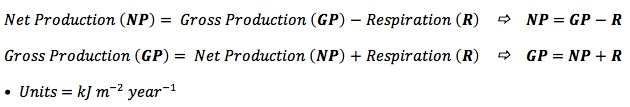 Net Production (NP) = Gross Production (GP) − Respiration (R) ⇨ NP = GP − R
Gross Production (GP) = Net Production (NP) + Respiration (R) ⇨ GP = NP + R
• Units = kJ m⁻² year⁻¹